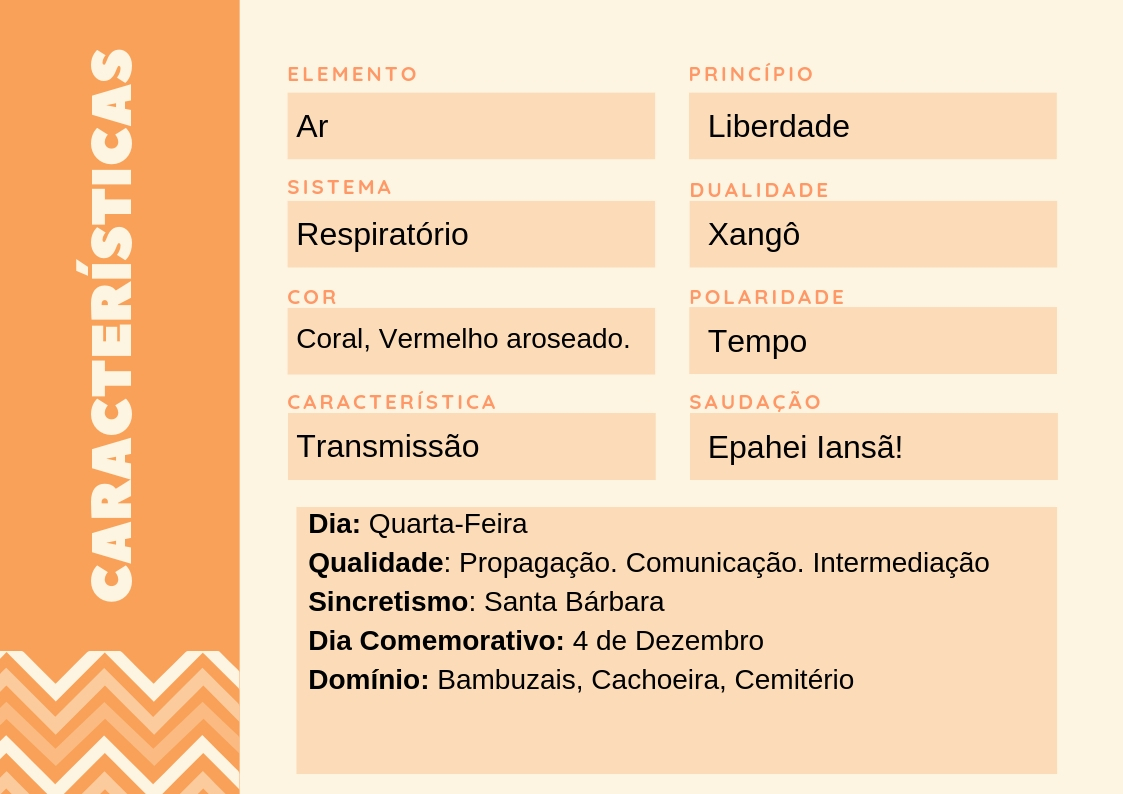 CARACTERÍSTICAS
ELEMENTO
Ar
PRINCÍPIO
Liberdade
SISTEMA
Respiratório
DUALIDADE
Xangô
COR
Coral, Vermelho aroseado.
POLARIDADE
Tempo
CARACTERÍSTICA
Transmissão
SAUDAÇÃO
Epahei Iansã!
Dia: Quarta-Feira
Qualidade: Propagação. Comunicação. Intermediação
Sincretismo: Santa Bárbara
Dia Comemorativo: 4 de Dezembro
Domínio: Bambuzais, Cachoeira, Cemitério